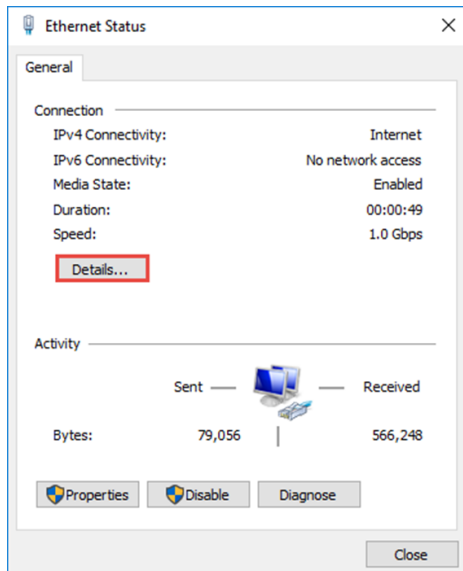 Ethernet Status
General
Connection
IPv4 Connectivity: Internet
IPv6 Connectivity: No network access
Media State: Enabled
Duration: 00:00:49
Speed: 1.0 Gbps
Details...
Activity
Sent Received
Bytes: 79,056 566,248
Properties Disable Diagnose
Close